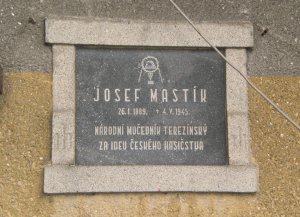 JOSEF MASTÍK
26. I. 1889. + 4. V. 1945.
NÁRODNÍ MUČEDNÍK TEREZÍNSKÝ
ZA IDEU ČESKÉHO HASIČSTVA